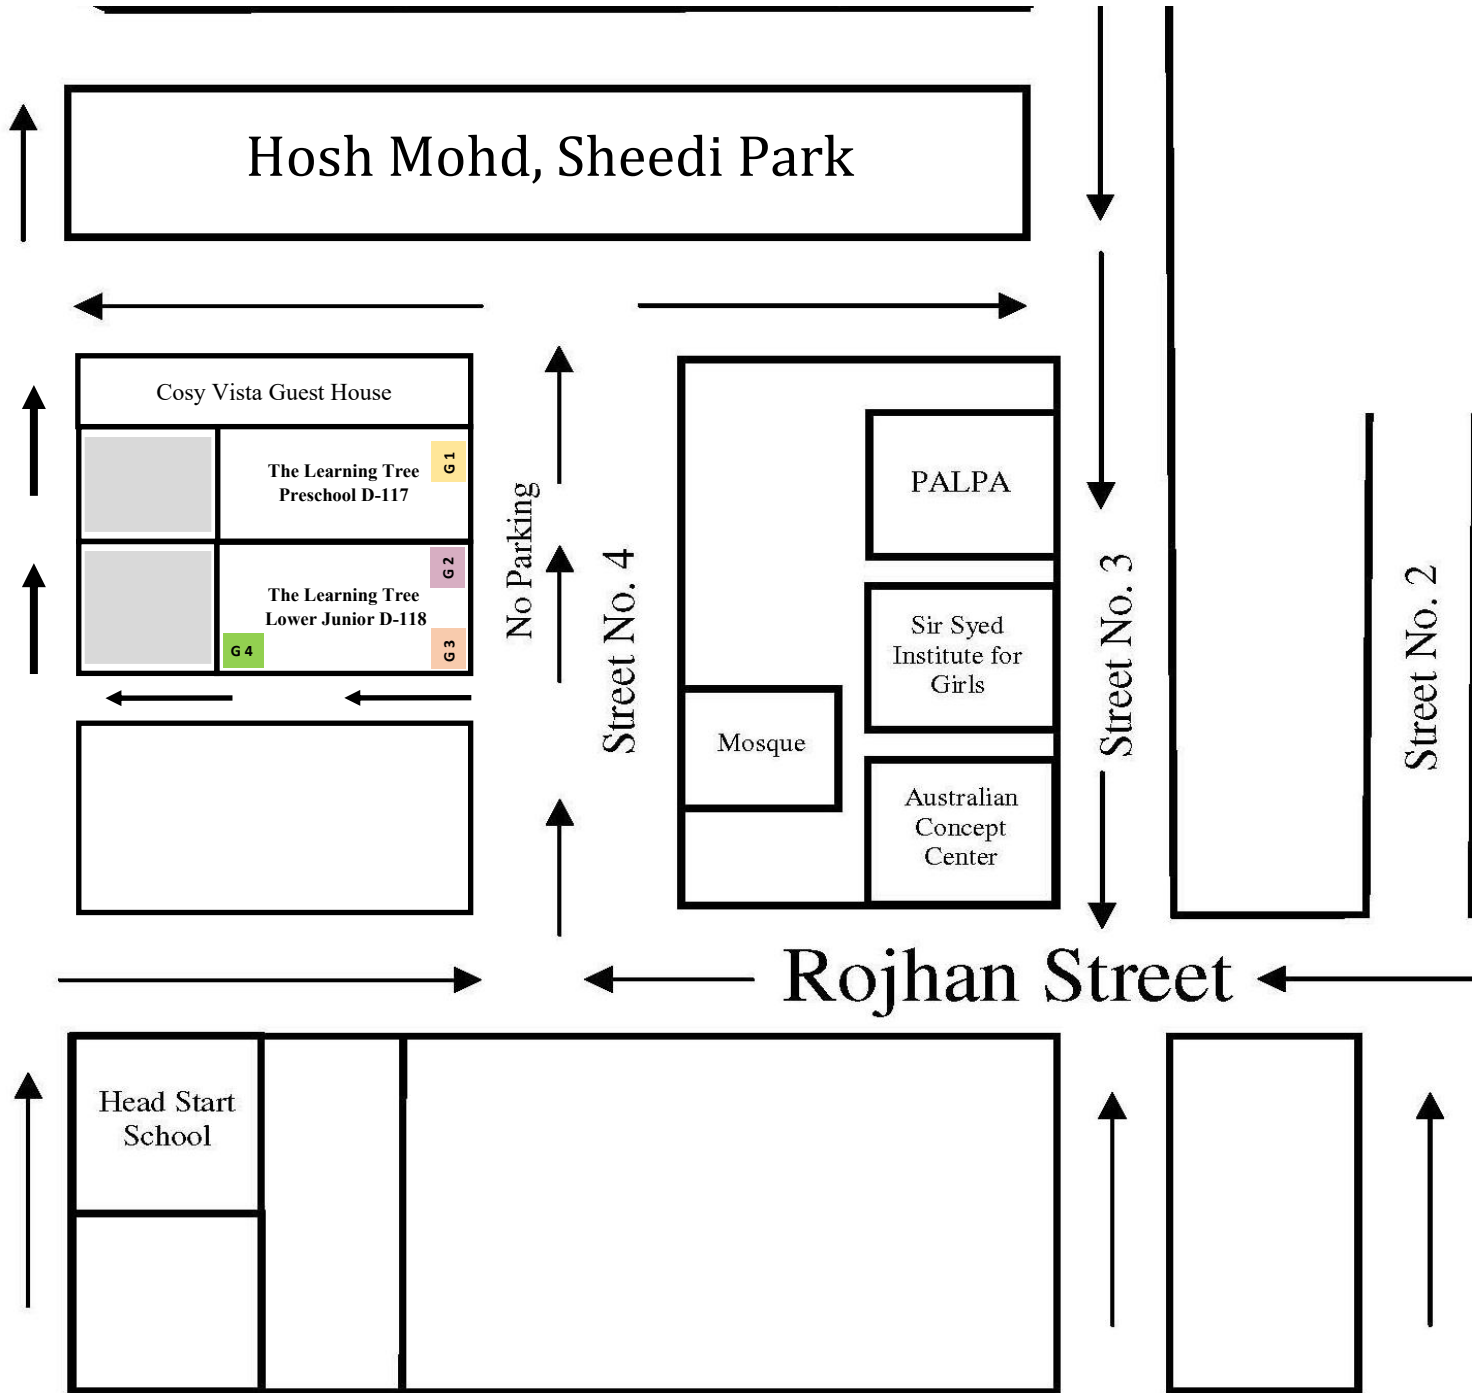 Hosh Mohd, Sheedi Park
Cosy Vista Guest House
The Learning Tree
Preschool D-117
G 1
The Learning Tree
Lower Junior D-118
G 2
G 3
G 4
No Parking
Street No. 4
PALPA
Sir Syed
Institute for
Girls
Mosque
Australian
Concept
Center
Street No. 3
Street No. 2
Rojhan Street
Head Start
School